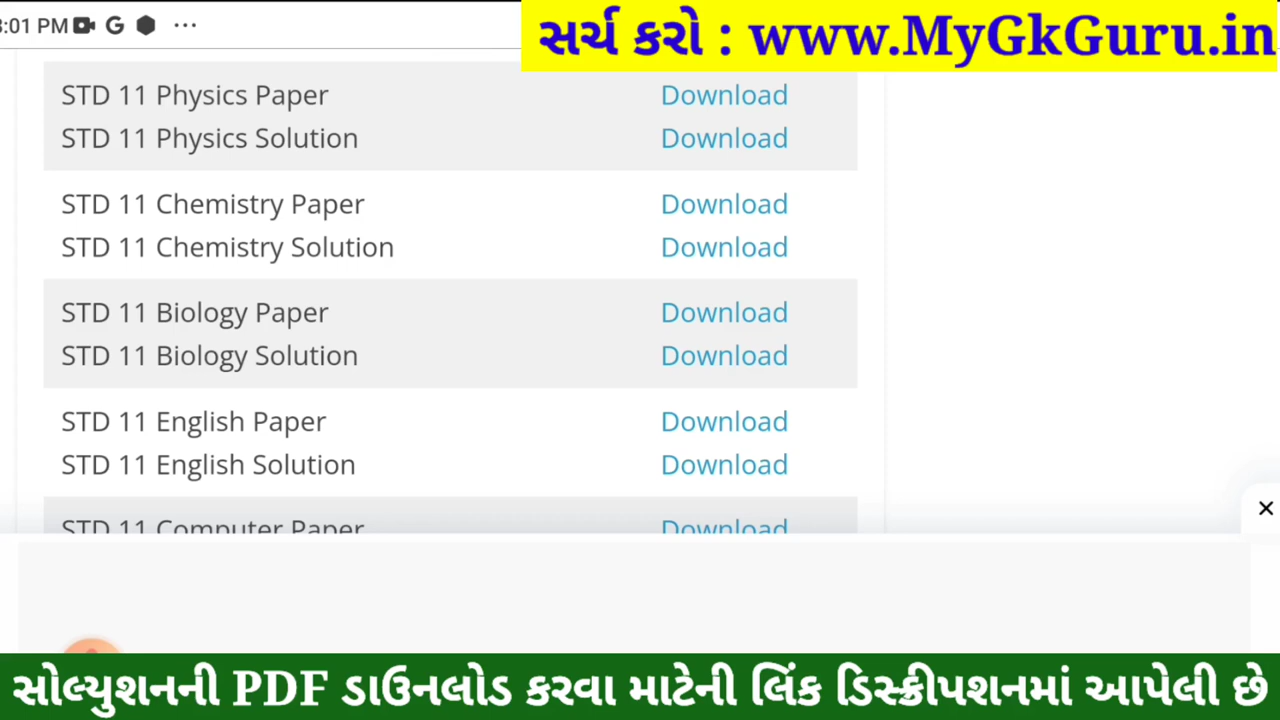 3:01 PM G ...
સર્ચ કરો : www.MyGkGuru.in
STD 11 Physics Paper Download
STD 11 Physics Solution Download
STD 11 Chemistry Paper Download
STD 11 Chemistry Solution Download
STD 11 Biology Paper Download
STD 11 Biology Solution Download
STD 11 English Paper Download
STD 11 English Solution Download
STD 11 Computer Paper Download
સોલ્યુશનની PDF ડાઉનલોડ કરવા માટેની લિંક ડિસ્ક્રીપશનમાં આપેલી છે